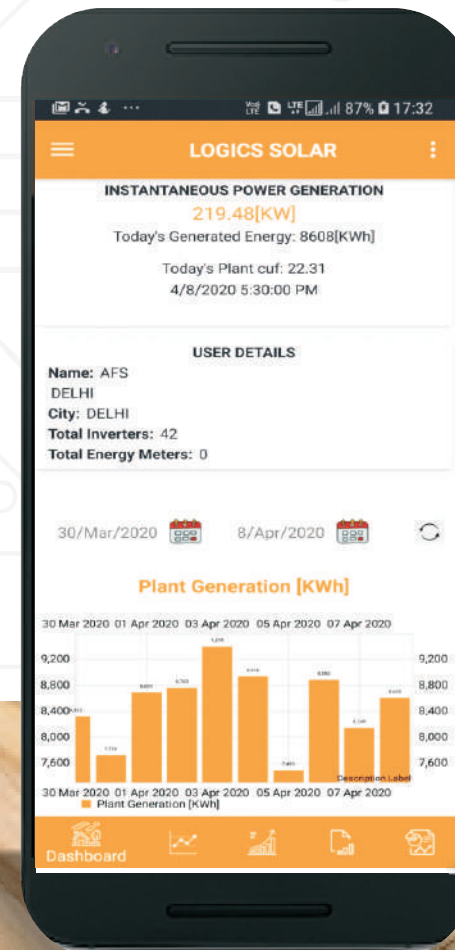 LTE LTE 87% 17:32
LOGICS SOLAR
INSTANTANEOUS POWER GENERATION
219.48[KW]
Today's Generated Energy: 8608[KWh]
Today's Plant cuf: 22.31
4/8/2020 5:30:00 PM
USER DETAILS
Name: AFS
DELHI
City: DELHI
Total Inverters: 42
Total Energy Meters: 0
30/Mar/2020 8/Apr/2020
Plant Generation [KWh]
30 Mar 2020 01 Apr 2020 03 Apr 2020 05 Apr 2020 07 Apr 2020
9,200 9,200
8,800 8,800
8,400 8,400
8,000 8,000
7,600 7,600
Description Label
30 Mar 2020 01 Apr 2020 03 Apr 2020 05 Apr 2020 07 Apr 2020
Plant Generation [KWh]
Dashboard